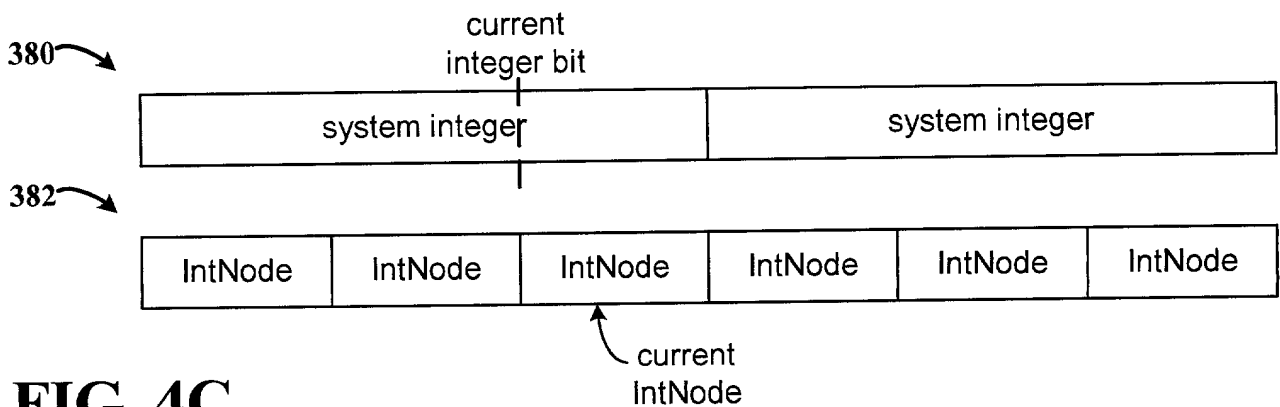 current
380
integer bit
system integer system integer
382
IntNode IntNode IntNode IntNode IntNode IntNode
current
IntNode
FIG. 4C